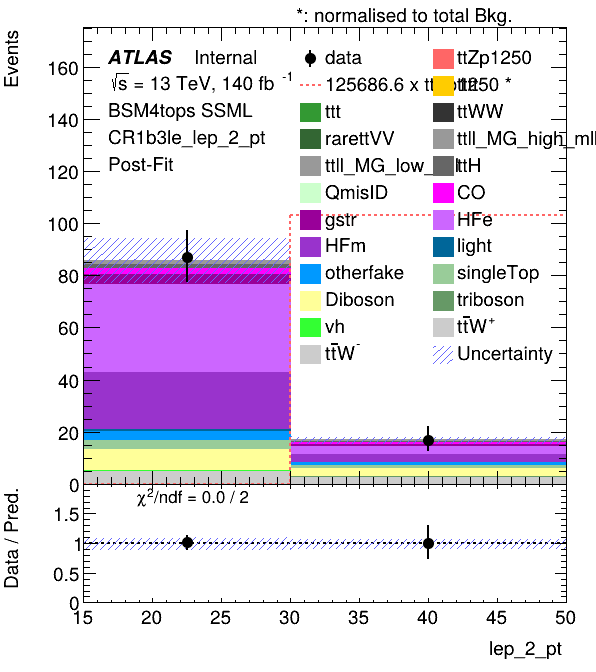 *: normalised to total Bkg.
Events
ATLAS Internal
√s = 13 TeV, 140 fb⁻¹
BSM4tops SSML
CR1b3le_lep_2_pt
Post-Fit
data
ttZp1250
125686.6 x
1250 *
ttt
ttWW
rarettVV
ttll_MG_high_mll
ttll_MG_low_
ttH
QmisID
CO
gstr
HFe
HFm
light
otherfake
singleTop
Diboson
triboson
vh
tt̄W⁺
tt̄W⁻
Uncertainty
160
140
120
100
80
60
40
20
0
χ²/ndf = 0.0 / 2
Data / Pred.
1.5
1
0.5
0
15 20 25 30 35 40 45 50
lep_2_pt